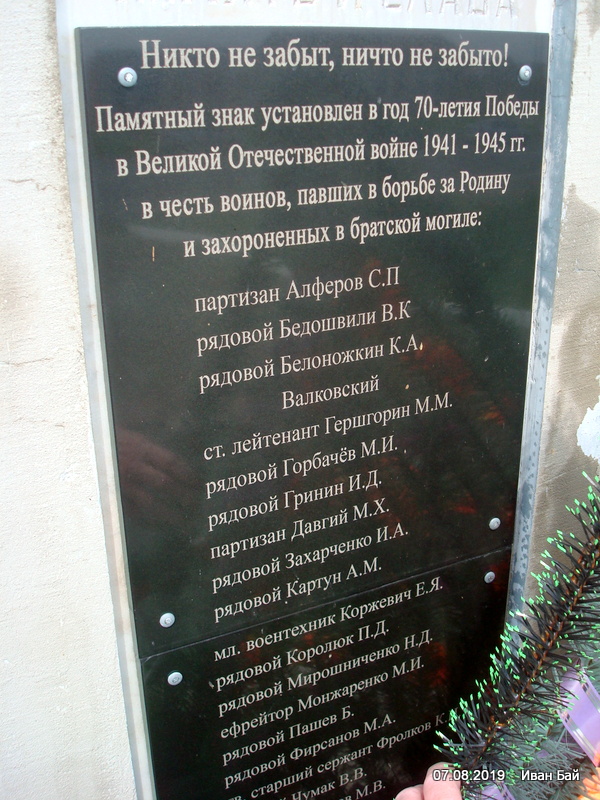 Никто не забыт, ничто не забыто!
Памятный знак установлен в год 70-летия Победы
в Великой Отечественной войне 1941 - 1945 гг.
в честь воинов, павших в борьбе за Родину
и захороненных в братской могиле:
партизан Алферов С.П
рядовой Бедошвили В.К
рядовой Белоножкин К.А.
Валковский
ст. лейтенант Гершгорин М.М.
рядовой Горбачёв М.И.
рядовой Гринин И.Д.
партизан Давгий М.Х.
рядовой Захарченко И.А.
рядовой Картун А.М.
мл. воентехник Коржевич Е.Я.
рядовой Королюк П.Д.
рядовой Мирошниченко Н.Д.
ефрейтор Монжаренко М.И.
рядовой Пашев Б.
рядовой Фирсанов М.А.
гв. старший сержант Фролков К.
Чумак В.В.
М.В.
07.08.2019 Иван Бай